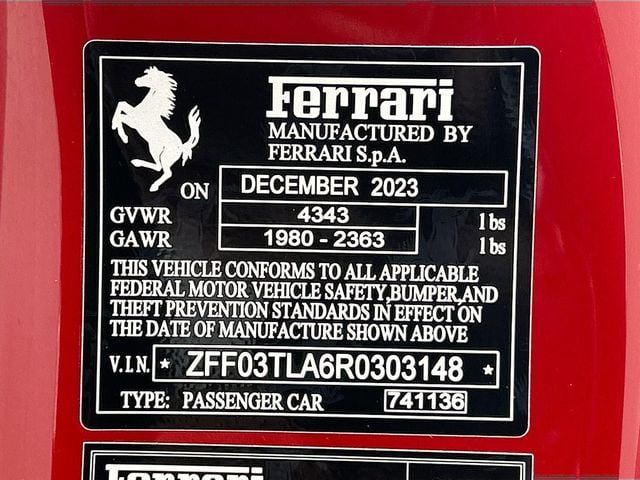 Ferrari
MANUFACTURED BY
FERRARI S.p.A.
ON DECEMBER 2023
GVWR 4343 lbs
GAWR 1980 - 2363 lbs
THIS VEHICLE CONFORMS TO ALL APPLICABLE
FEDERAL MOTOR VEHICLE SAFETY,BUMPER,AND
THEFT PREVENTION STANDARDS IN EFFECT ON
THE DATE OF MANUFACTURE SHOWN ABOVE
V.I.N. * ZFF03TLA6R0303148 *
TYPE: PASSENGER CAR 741136
Ferrari